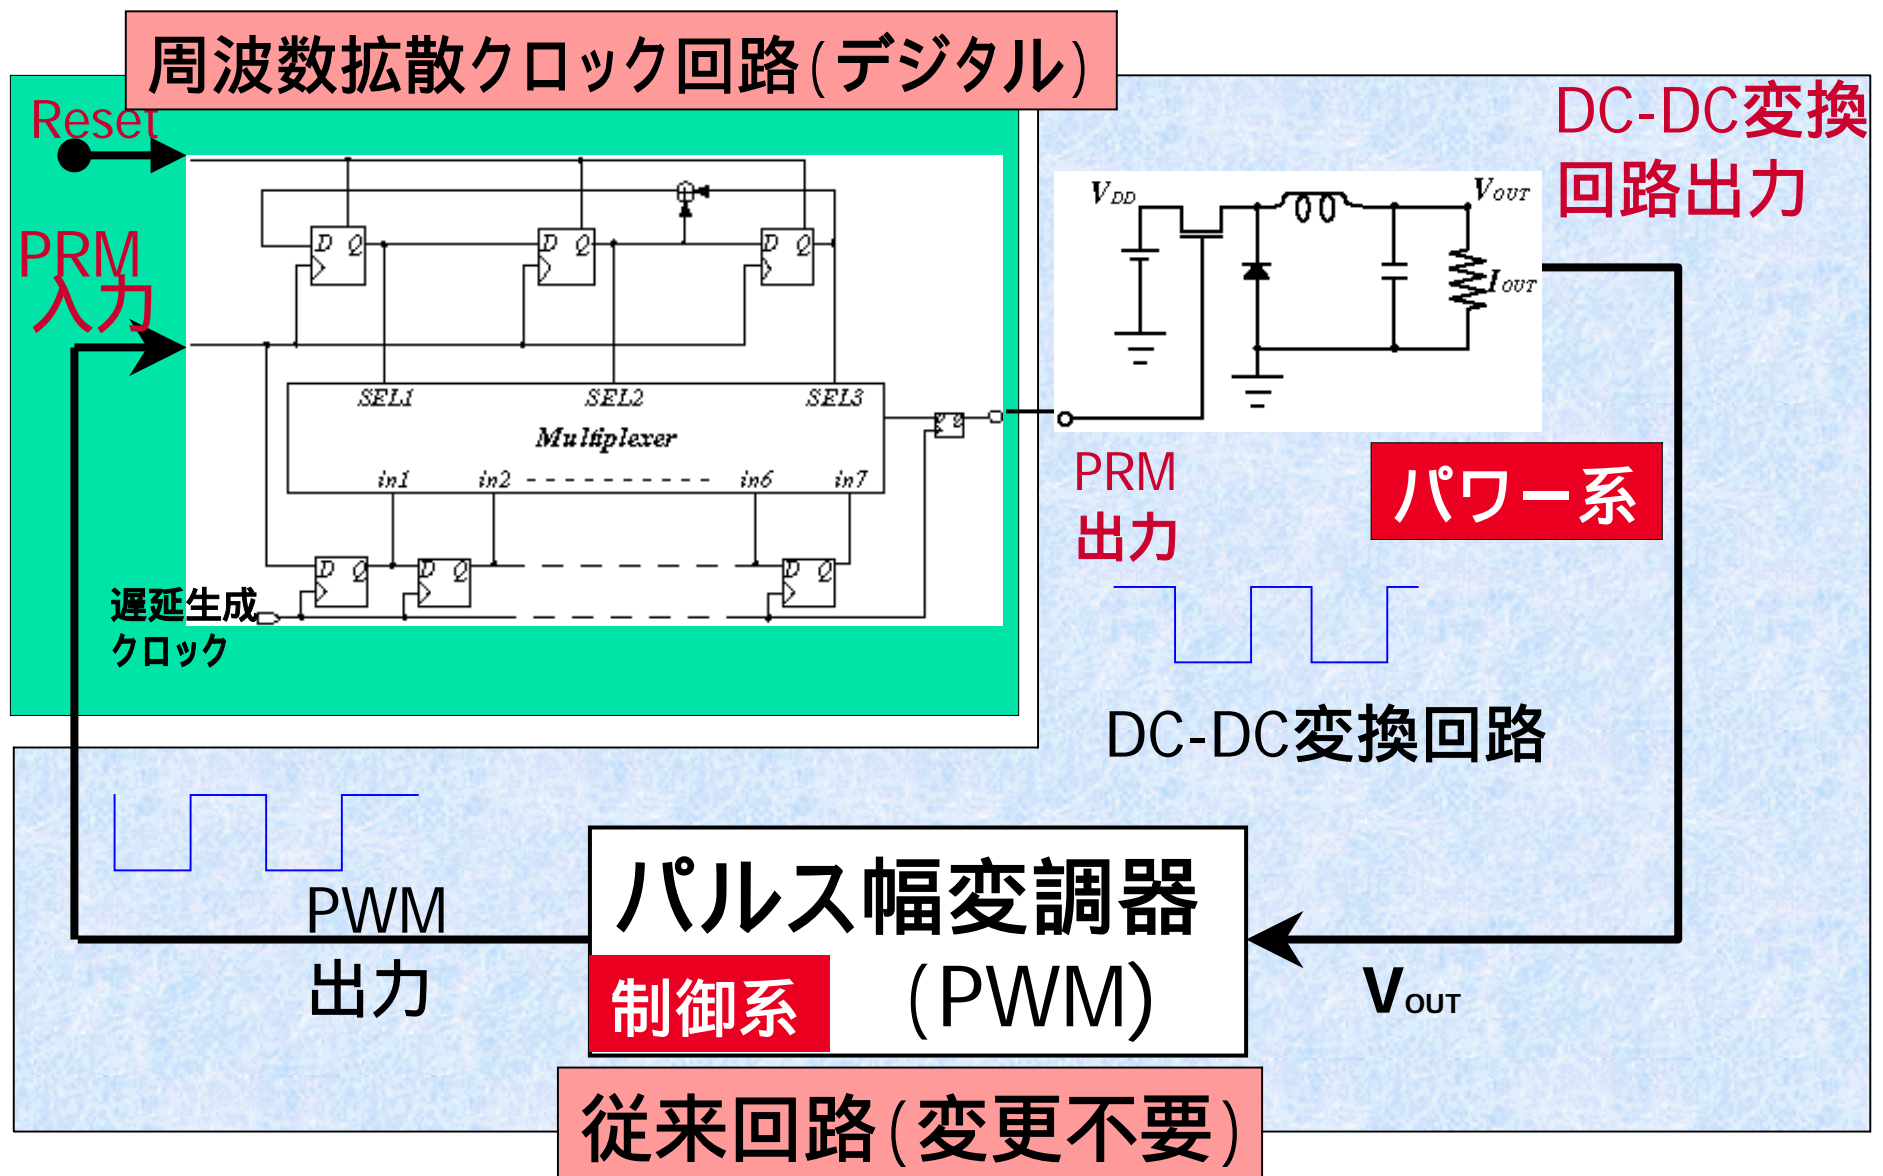 周波数拡散クロック回路(デジタル)
Reset
PRM
入力
D Q
D Q
D Q
SEL1 SEL2 SEL3
Multiplexer
in1 in2 in6 in7
D Q
D Q
D Q
遅延生成
クロック
VDD
VOUT
IOUT
DC-DC変換
回路出力
PRM
出力
パワー系
DC-DC変換回路
PWM
出力
パルス幅変調器
(PWM)
制御系
VOUT
従来回路(変更不要)